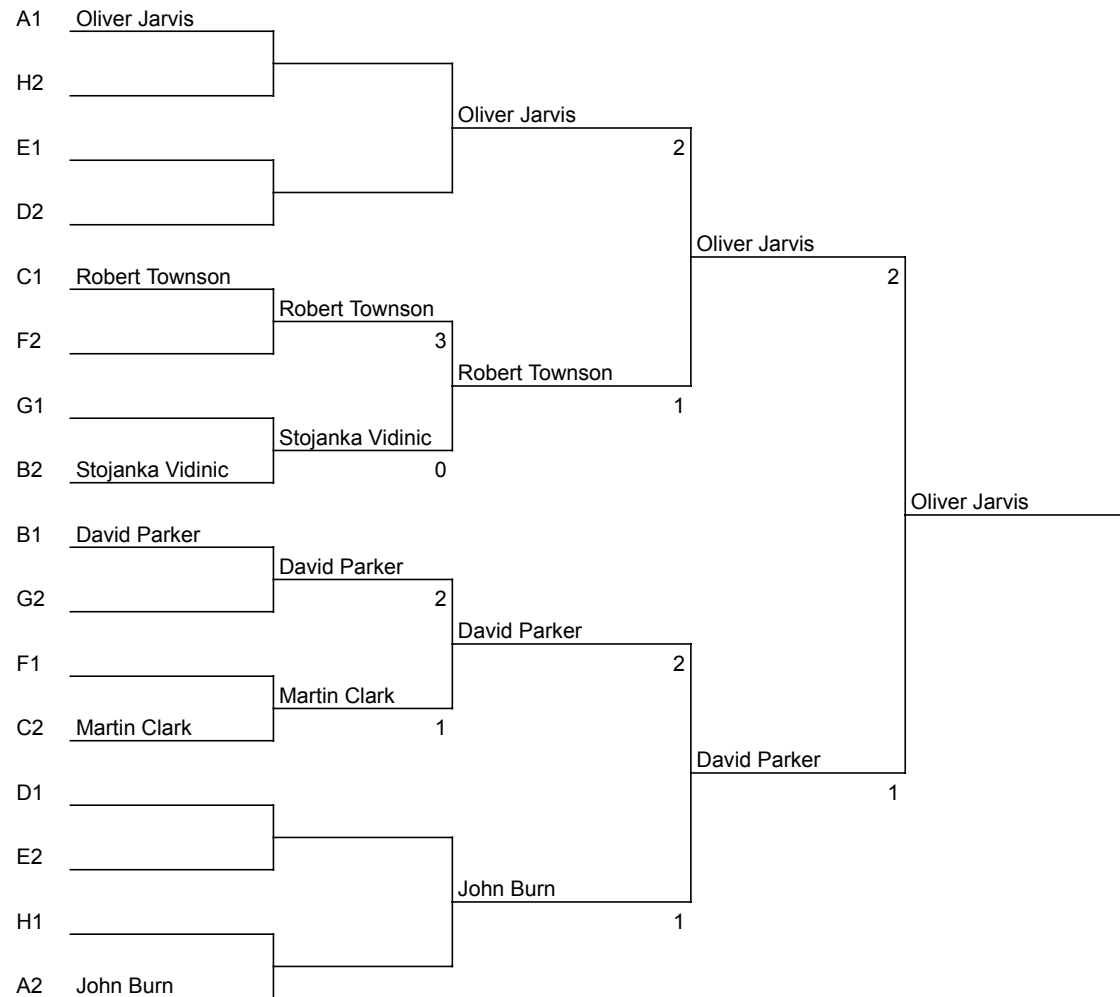 A1 Oliver Jarvis
H2
Oliver Jarvis
E1
2
D2
Oliver Jarvis
C1 Robert Townson
2
Robert Townson
F2
3
Robert Townson
G1
1
Stojanka Vidinic
B2 Stojanka Vidinic
0
Oliver Jarvis
B1 David Parker
David Parker
G2
2
David Parker
F1
2
Martin Clark
C2 Martin Clark
1
David Parker
D1
1
E2
John Burn
H1
1
A2 John Burn